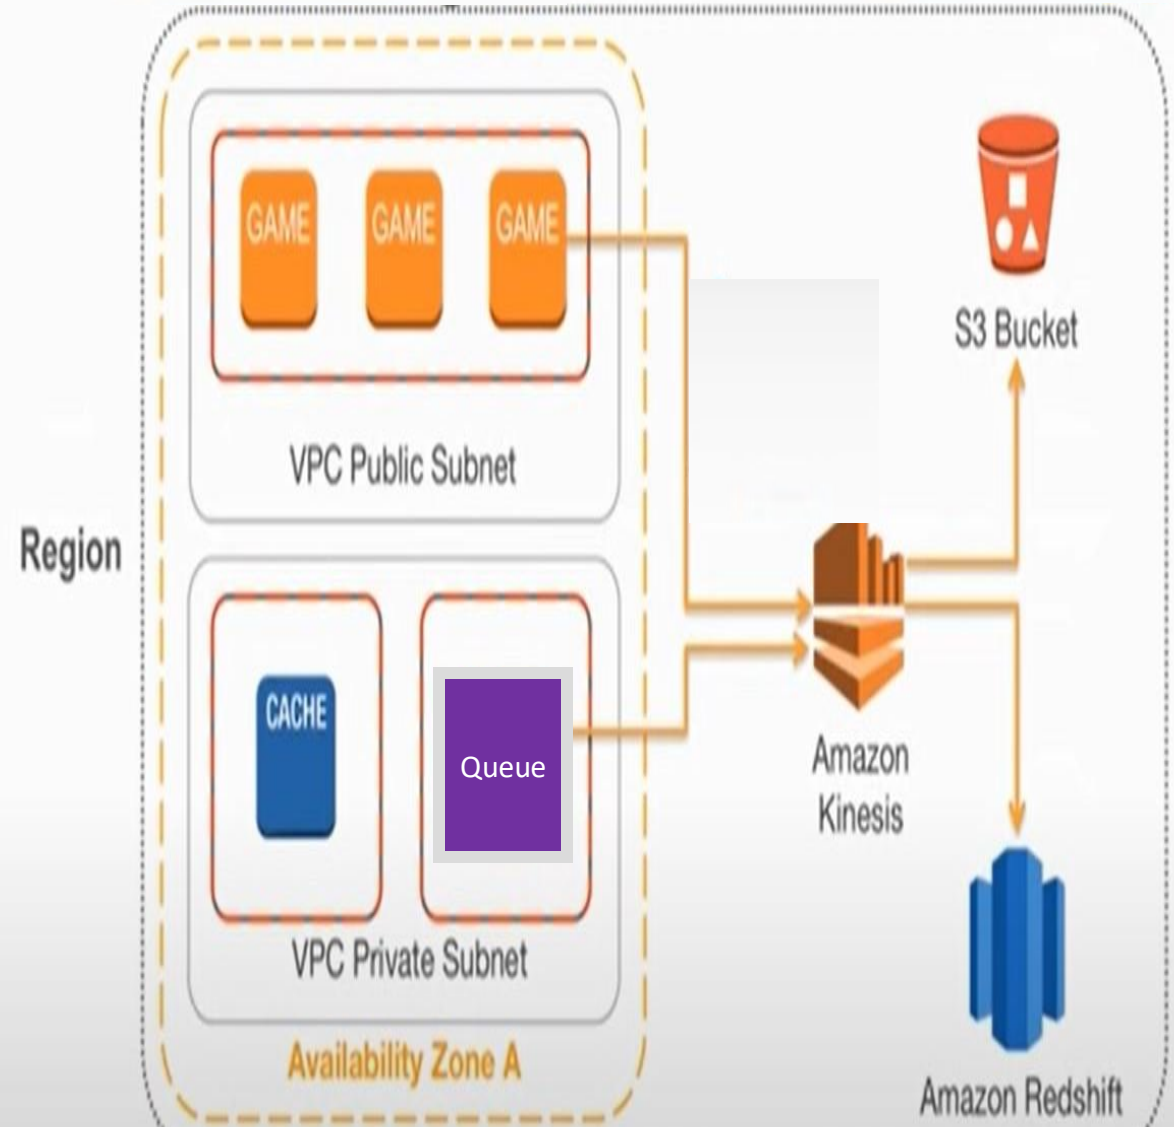 GAME
GAME
GAME
S3 Bucket
VPC Public Subnet
Region
CACHE
Queue
Amazon
Kinesis
VPC Private Subnet
Availability Zone A
Amazon Redshift